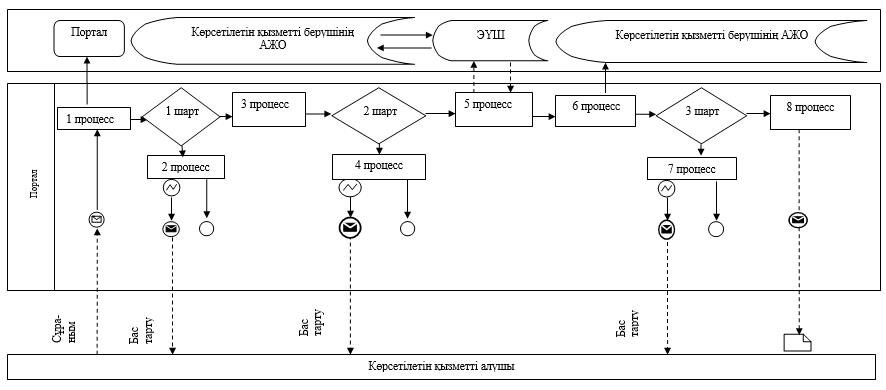 Портал
Көрсетілетін қызметті берушінің
АЖО
ЭҮШ
Көрсетілетін қызметті берушінің АЖО
1 процесс
1 шарт
3 процесс
2 шарт
5 процесс
6 процесс
3 шарт
8 процесс
2 процесс
4 процесс
7 процесс
Портал
Сұра-
ным
Бас
тарту
Бас
тарту
Бас
тарту
Көрсетілетін қызметті алушы